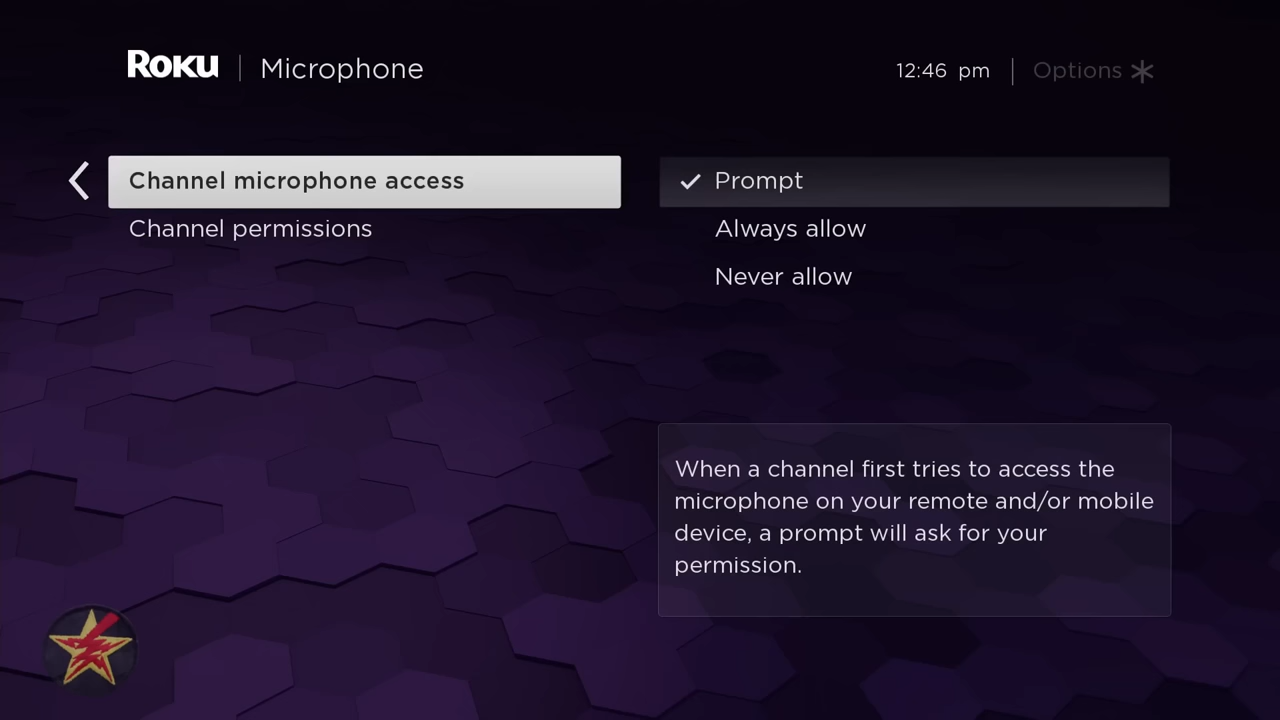 Roku | Microphone
12:46 pm | Options
Channel microphone access
Channel permissions
Prompt
Always allow
Never allow
When a channel first tries to access the
microphone on your remote and/or mobile
device, a prompt will ask for your
permission.